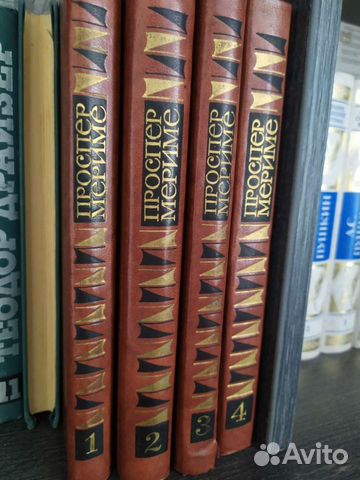 ТЕОДОР ДРАЙЗЕР
11
ПРОСПЕР
МЕРИМЕ
1
ПРОСПЕР
МЕРИМЕ
2
ПРОСПЕР
МЕРИМЕ
3
ПРОСПЕР
МЕРИМЕ
4
ПУШКИН
А.С.
Avito